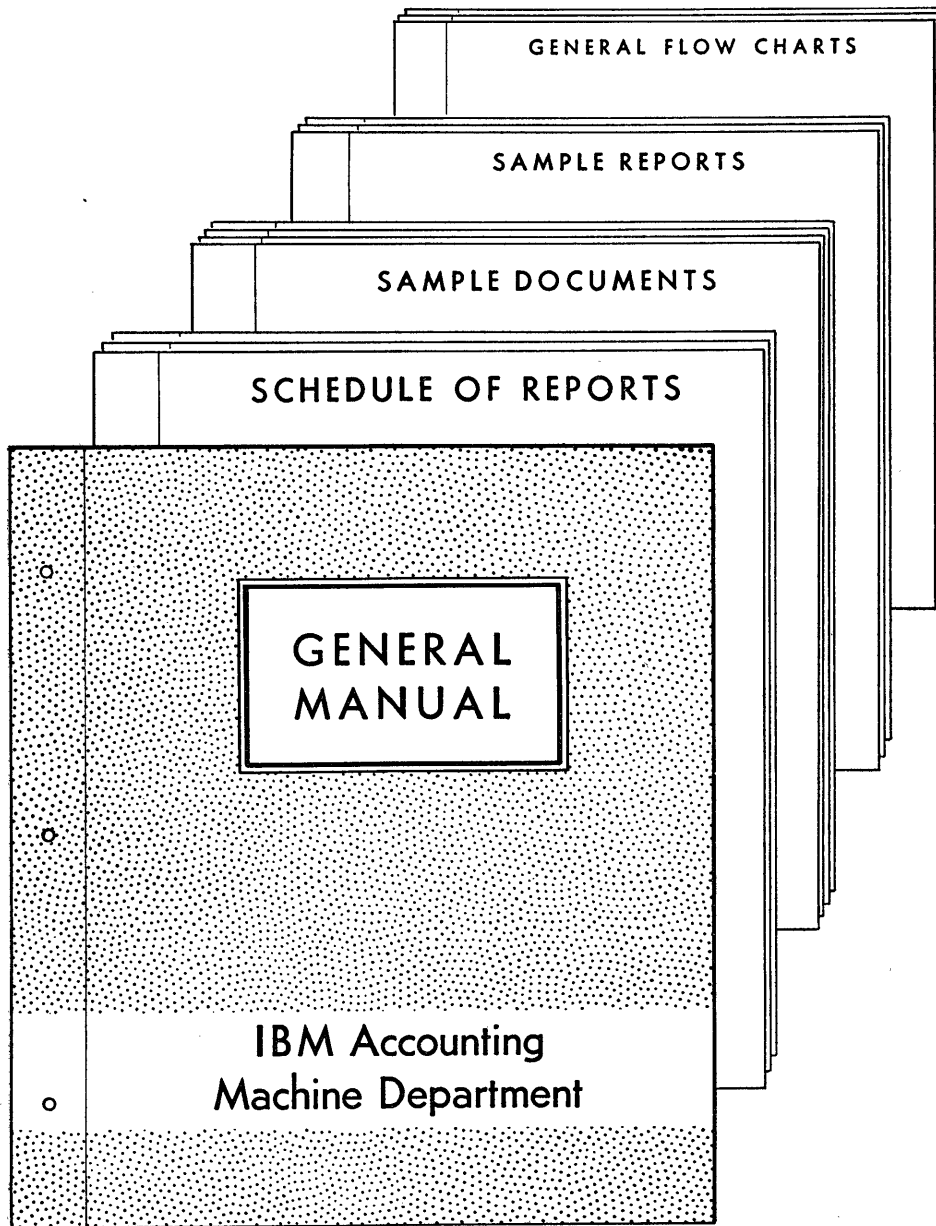 GENERAL FLOW CHARTS
SAMPLE REPORTS
SAMPLE DOCUMENTS
SCHEDULE OF REPORTS
GENERAL
MANUAL
IBM Accounting
Machine Department